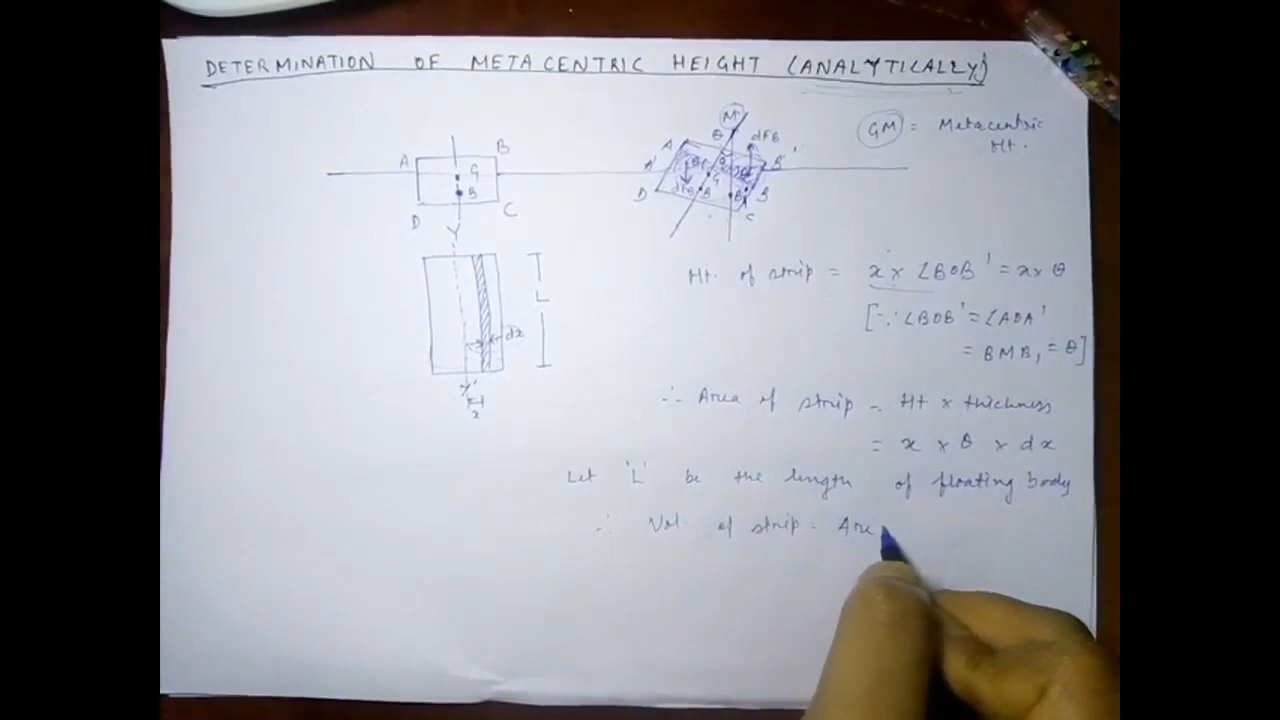 DETERMINATION OF METACENTRIC HEIGHT (ANALYTICALLY)
GM = Metacentric
Ht.
A B
G
B
D C
M
θ dFB
A B'
A' G
dFB B B
D C
Y
L
dx
Y'
x
Ht. of strip = x × ∠BOB' = x × θ
[∵ ∠BOB' = ∠AOA'
= BMB₁ = θ]
∴ Area of strip = Ht × thickness
= x × θ × dx
Let 'L' be the length of floating body
∴ Vol. of strip = Are